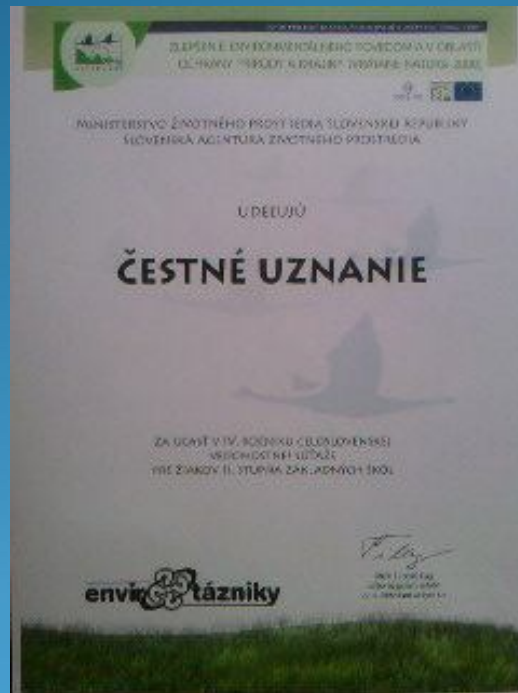 ZLEPŠENIE ENVIRONMENTÁLNEHO POVEDOMIA V OBLASTI
OCHRANY PRÍRODY A KRAJINY (VRÁTANE NATURA 2000)
MINISTERSTVO ŽIVOTNÉHO PROSTREDIA SLOVENSKEJ REPUBLIKY
SLOVENSKÁ AGENTÚRA ŽIVOTNÉHO PROSTREDIA
UDEĽUJÚ
ČESTNÉ UZNANIE
ZA ÚČASŤ V IV. ROČNÍKU CELOSLOVENSKEJ
VEDOMOSTNEJ SÚŤAŽE
PRE ŽIAKOV II. STUPŇA ZÁKLADNÝCH ŠKÔL
envirotázniky